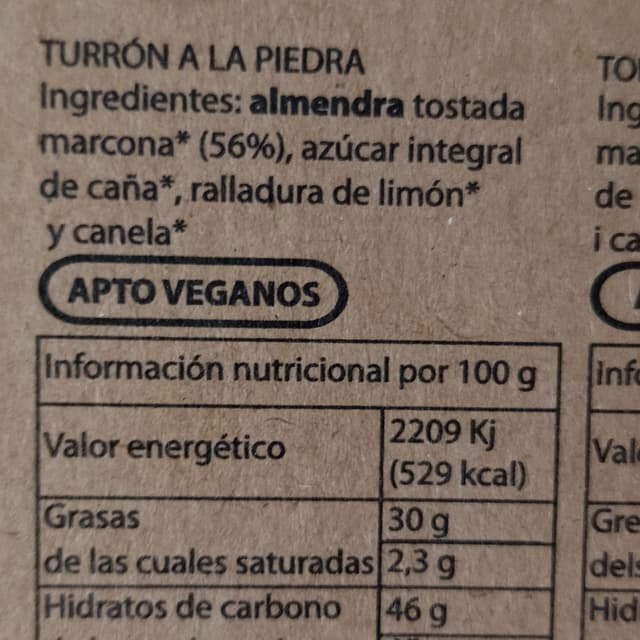 TURRÓN A LA PIEDRA
Ingredientes: almendra tostada
marcona* (56%), azúcar integral
de caña*, ralladura de limón*
y canela*
APTO VEGANOS
Información nutricional por 100 g
Valor energético 2209 Kj
(529 kcal)
Grasas 30 g
de las cuales saturadas 2,3 g
Hidratos de carbono 46 g